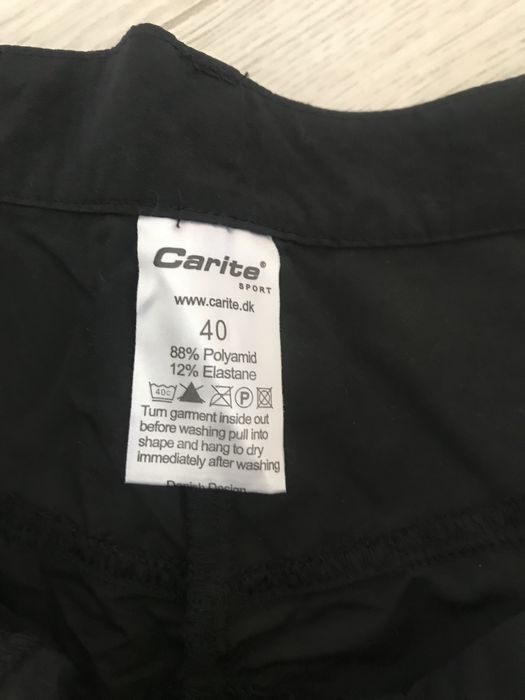 Carite®
SPORT
www.carite.dk
40
88% Polyamid
12% Elastane
40c P
Turn garment inside out
before washing pull into
shape and hang to dry
immediately after washing
Danish Design